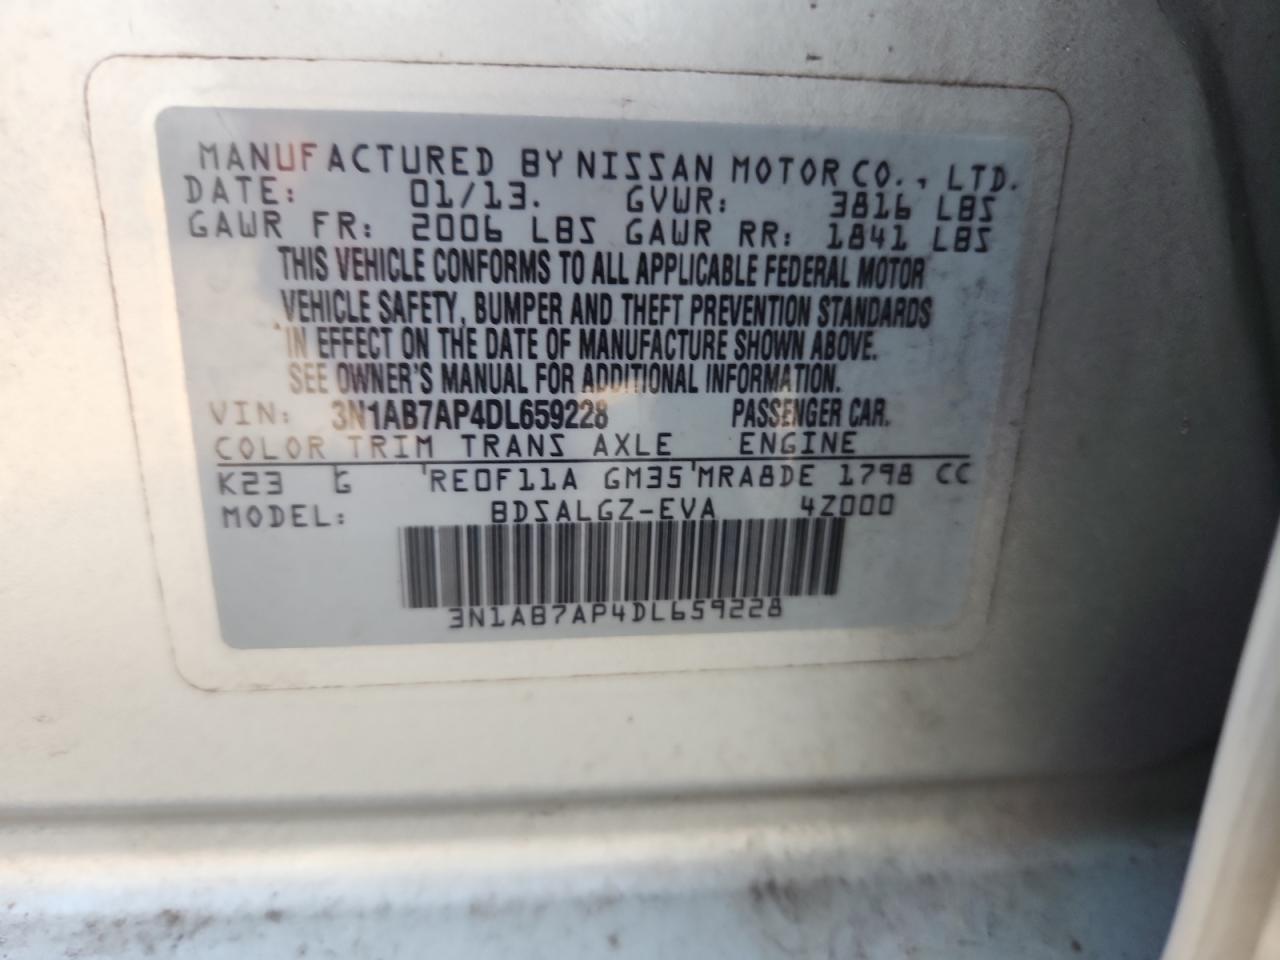 MANUFACTURED BY NISSAN MOTOR CO., LTD.
DATE: 01/13. GVWR: 3816 LBS
GAWR FR: 2006 LBS GAWR RR: 1841 LBS
THIS VEHICLE CONFORMS TO ALL APPLICABLE FEDERAL MOTOR
VEHICLE SAFETY, BUMPER AND THEFT PREVENTION STANDARDS
IN EFFECT ON THE DATE OF MANUFACTURE SHOWN ABOVE.
SEE OWNER'S MANUAL FOR ADDITIONAL INFORMATION.
VIN: 3N1AB7AP4DL659228 PASSENGER CAR.
COLOR TRIM TRANS AXLE ENGINE
K23 G RE0F11A GM35 MRA8DE 1798 CC
MODEL: BDSALGZ-EVA 4Z000
3N1AB7AP4DL659228